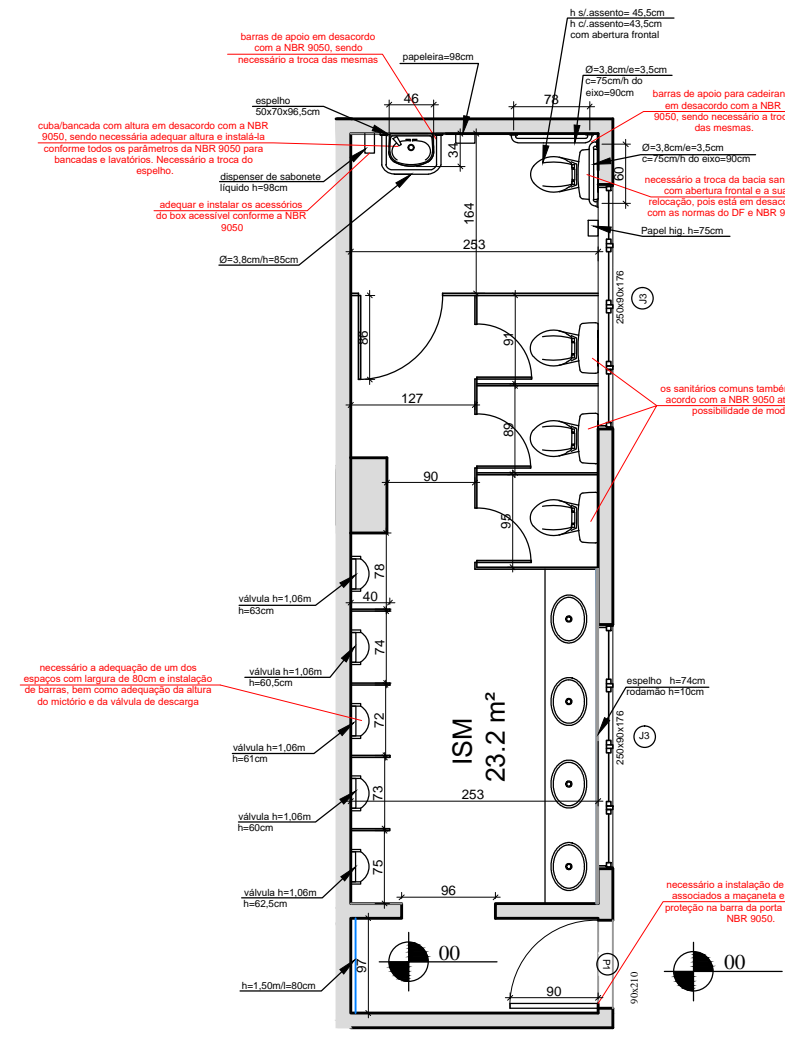 h s/.assento= 45,5cm
h c/.assento=43,5cm
com abertura frontal
barras de apoio em desacordo
com a NBR 9050, sendo
necessário a troca das mesmas
papeleira=98cm
Ø=3,8cm/e=3,5cm
c=75cm/h do
eixo=90cm
46
78
espelho
50x70x96,5cm
barras de apoio para cadeiran
em desacordo com a NBR
9050, sendo necessário a troc
das mesmas.
cuba/bancada com altura em desacordo com a NBR
9050, sendo necessária adequar altura e instalá-la
conforme todos os parâmetros da NBR 9050 para
bancadas e lavatórios. Necessário a troca do
espelho.
34
Ø=3,8cm/e=3,5cm
c=75cm/h do eixo=90cm
60
dispenser de sabonete
líquido h=98cm
necessário a troca da bacia san
com abertura frontal e a sua
relocação, pois está em desaco
com as normas do DF e NBR 9
adequar e instalar os acessórios
do box acessível conforme a NBR
9050
164
Papel hig. h=75cm
253
Ø=3,8cm/h=85cm
250x90x176
J3
86
91
os sanitários comuns també
acordo com a NBR 9050 at
possibilidade de mod
127
89
90
95
78
válvula h=1,06m
h=63cm
40
74
válvula h=1,06m
h=60,5cm
necessário a adequação de um dos
espaços com largura de 80cm e instalação
de barras, bem como adequação da altura
do mictório e da válvula de descarga
espelho h=74cm
rodamão h=10cm
72
ISM
23.2 m²
250x90x176
J3
válvula h=1,06m
h=61cm
73
253
válvula h=1,06m
h=60cm
75
válvula h=1,06m
h=62,5cm
96
necessário a instalação de
associados a maçaneta e
proteção na barra da porta
NBR 9050.
97
00
P1
00
h=1,50m/l=80cm
90
90x210